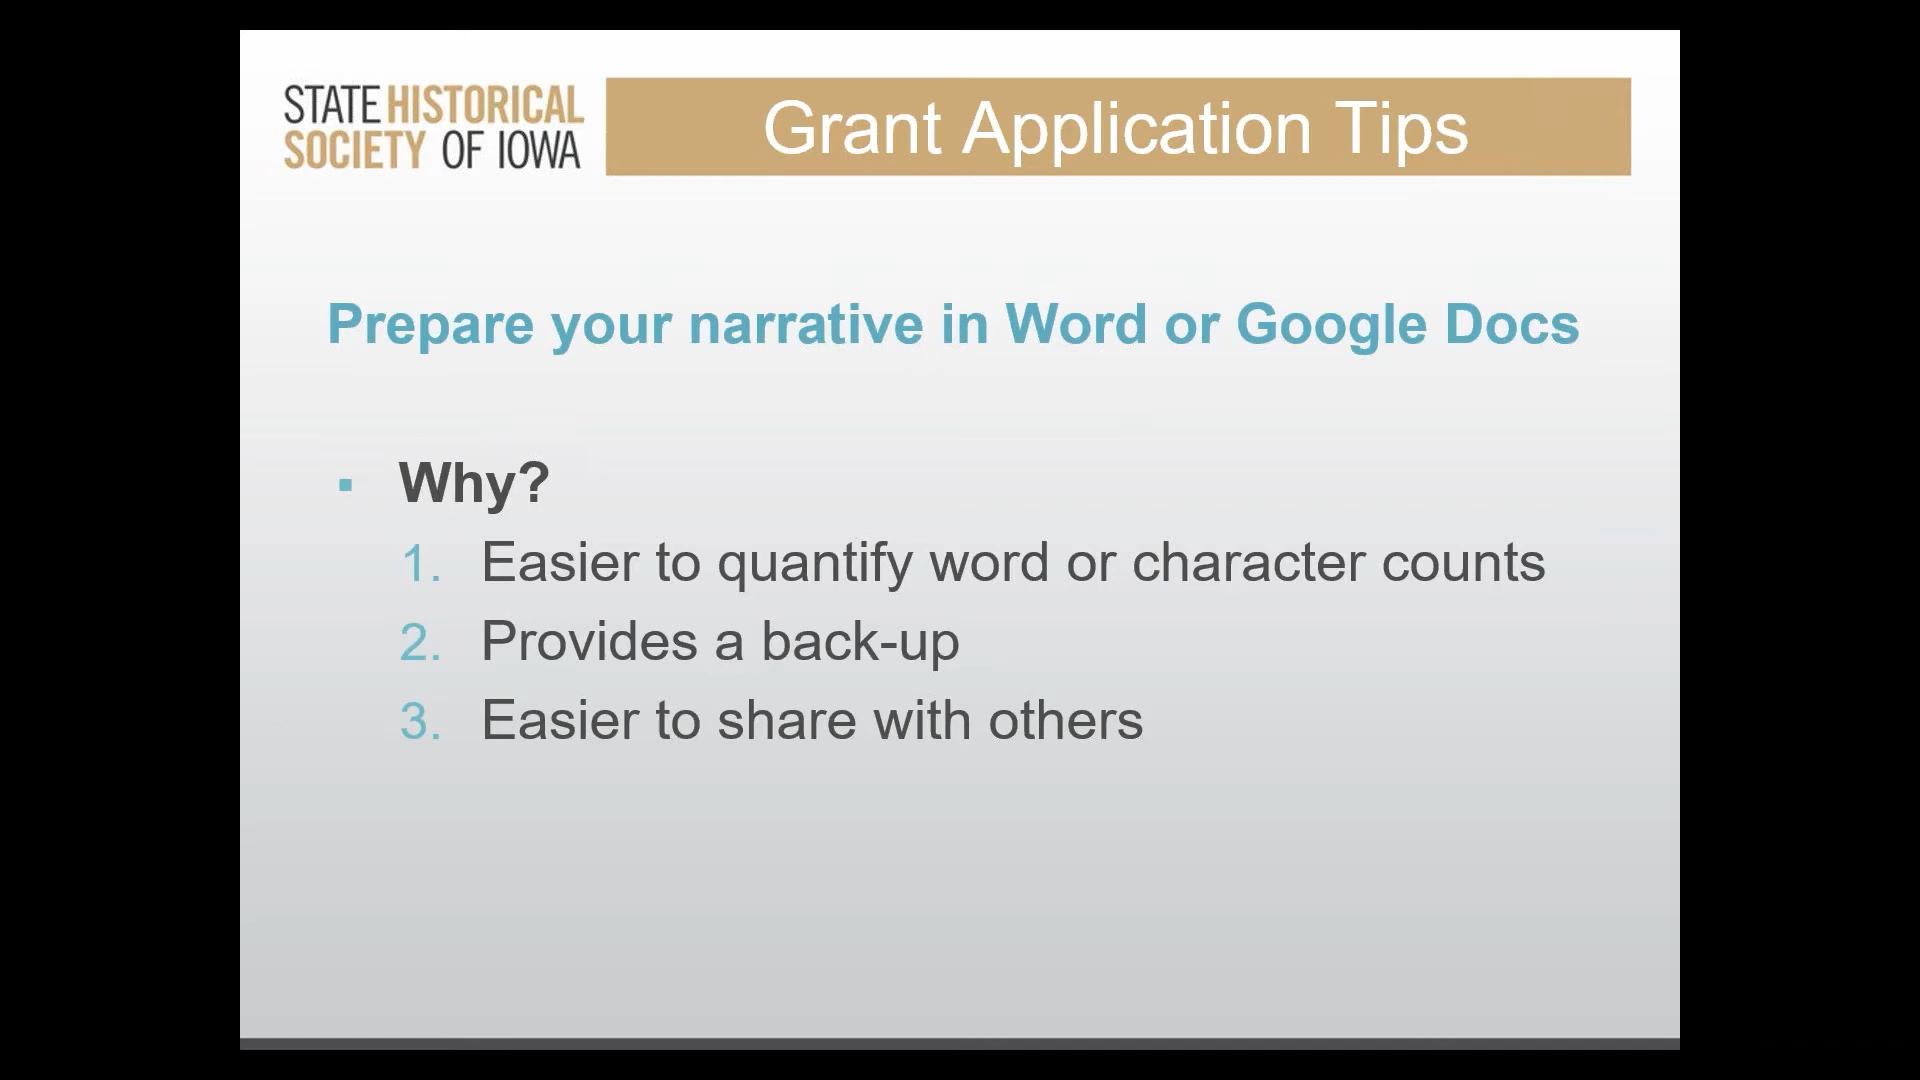 STATE HISTORICAL
SOCIETY OF IOWA
Grant Application Tips
Prepare your narrative in Word or Google Docs
▪ Why?
1. Easier to quantify word or character counts
2. Provides a back-up
3. Easier to share with others